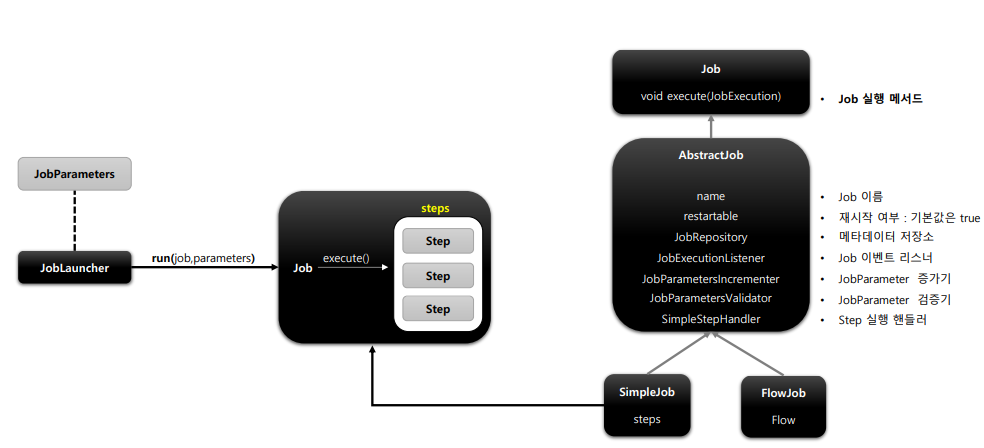 JobParameters
JobLauncher
run(job,parameters)
steps
Job
execute()
Step
Step
Step
Job
void execute(JobExecution)
• Job 실행 메서드
AbstractJob
name
• Job 이름
restartable
• 재시작 여부 : 기본값은 true
JobRepository
• 메타데이터 저장소
JobExecutionListener
• Job 이벤트 리스너
JobParametersIncrementer
• JobParameter 증가기
JobParametersValidator
• JobParameter 검증기
SimpleStepHandler
• Step 실행 핸들러
SimpleJob
steps
FlowJob
Flow